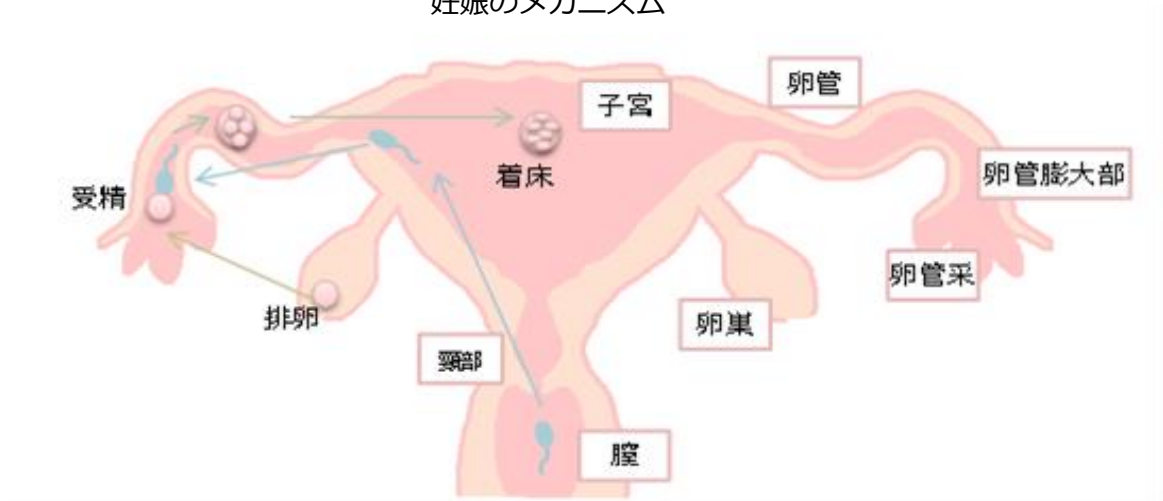 妊娠のメカニズム
卵管
子宮
着床
卵管膨大部
受精
卵管采
排卵
卵巣
頸部
膣